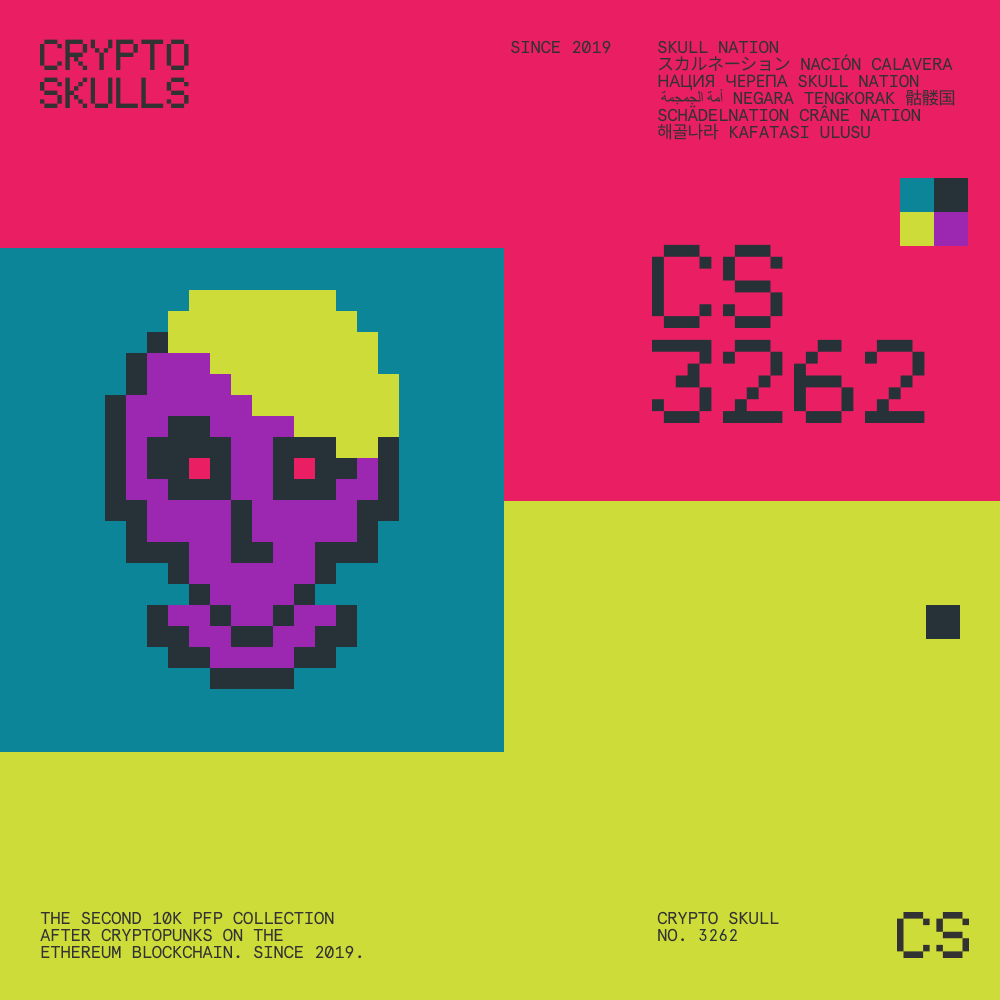 CRYPTO
SKULLS
SINCE 2019
SKULL NATION
スカルネーション NACIÓN CALAVERA
НАЦИЯ ЧЕРЕПА SKULL NATION
أمة الجمجمة NEGARA TENGKORAK 骷髅国
SCHÄDELNATION CRÂNE NATION
해골나라 KAFATASI ULUSU
CS
3262
THE SECOND 10K PFP COLLECTION
AFTER CRYPTOPUNKS ON THE
ETHEREUM BLOCKCHAIN. SINCE 2019.
CRYPTO SKULL
NO. 3262
CS